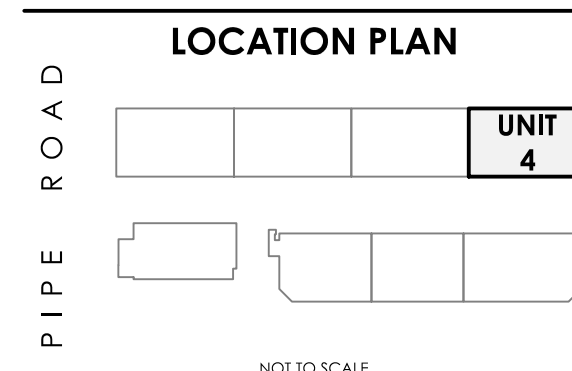 LOCATION PLAN
PIPE ROAD
UNIT
4
NOT TO SCALE